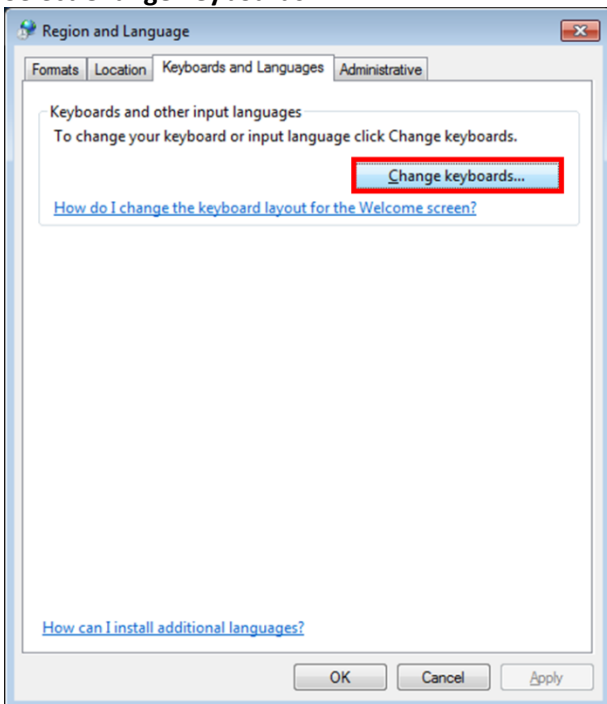 Region and Language
Formats Location Keyboards and Languages Administrative
Keyboards and other input languages
To change your keyboard or input language click Change keyboards.
Change keyboards...
How do I change the keyboard layout for the Welcome screen?
How can I install additional languages?
OK Cancel Apply